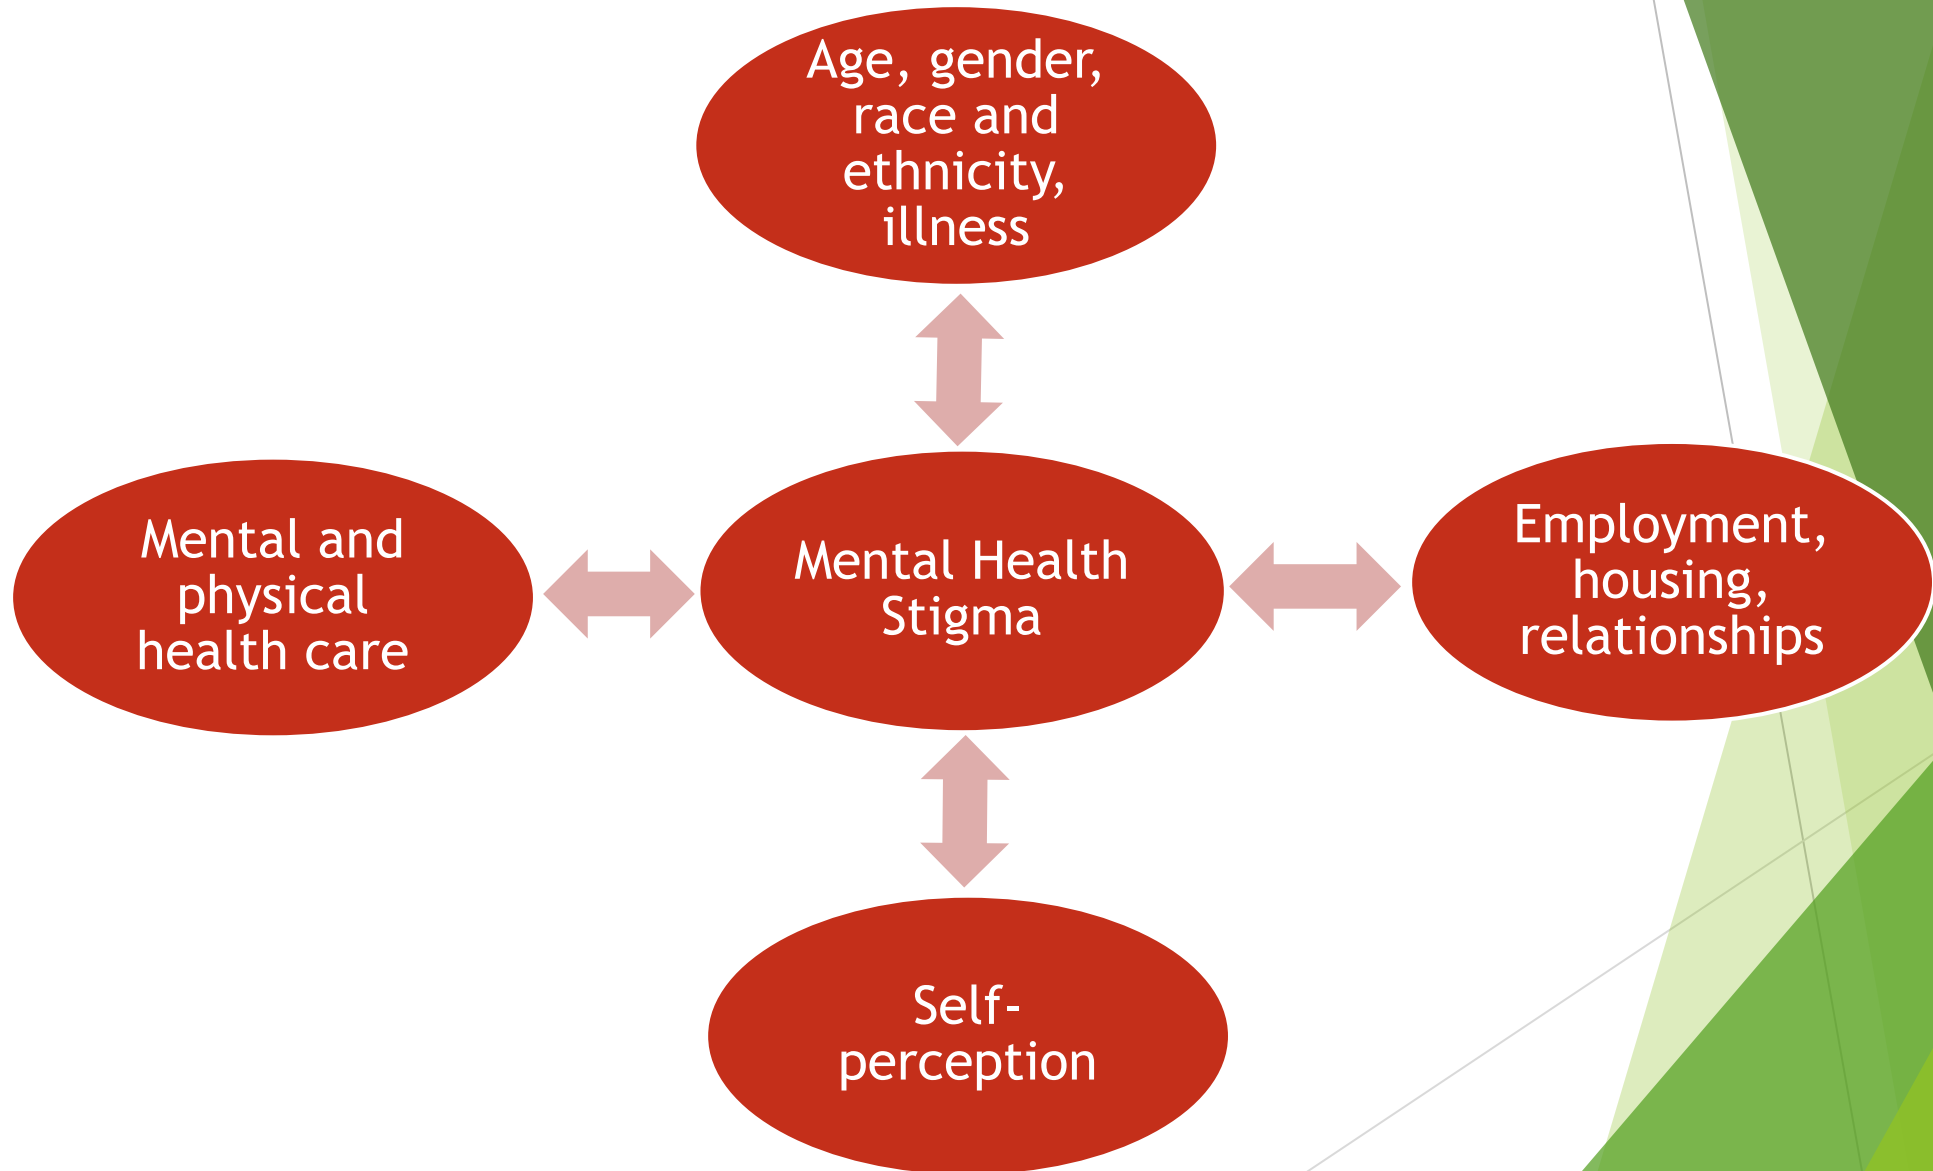 Age, gender,
race and
ethnicity,
illness
Mental and
physical
health care
Mental Health
Stigma
Employment,
housing,
relationships
Self-
perception